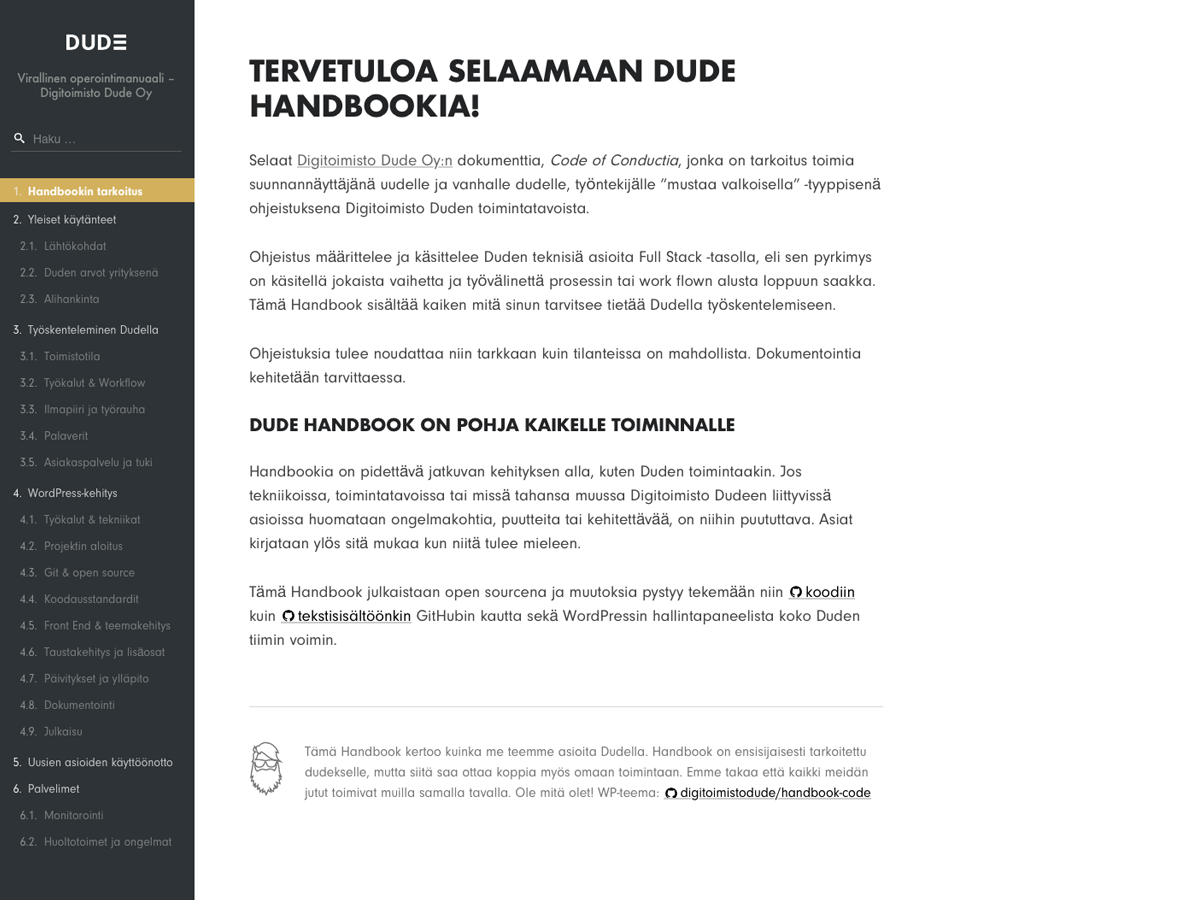 DUDE
Virallinen operointimanuaali –
Digitoimisto Dude Oy
Haku …
1. Handbookin tarkoitus
2. Yleiset käytänteet
2.1. Lähtökohdat
2.2. Duden arvot yrityksenä
2.3. Alihankinta
3. Työskenteleminen Dudella
3.1. Toimistotila
3.2. Työkalut & Workflow
3.3. Ilmapiiri ja työrauha
3.4. Palaverit
3.5. Asiakaspalvelu ja tuki
4. WordPress-kehitys
4.1. Työkalut & tekniikat
4.2. Projektin aloitus
4.3. Git & open source
4.4. Koodausstandardit
4.5. Front End & teemakehitys
4.6. Taustakehitys ja lisäosat
4.7. Päivitykset ja ylläpito
4.8. Dokumentointi
4.9. Julkaisu
5. Uusien asioiden käyttöönotto
6. Palvelimet
6.1. Monitorointi
6.2. Huoltotoimet ja ongelmat
TERVETULOA SELAAMAAN DUDE
HANDBOOKIA!
Selaat Digitoimisto Dude Oy:n dokumenttia, Code of Conductia, jonka on tarkoitus toimia
suunnannäyttäjänä uudelle ja vanhalle dudelle, työntekijälle ”mustaa valkoisella” -tyyppisenä
ohjeistuksena Digitoimisto Duden toimintatavoista.
Ohjeistus määrittelee ja käsittelee Duden teknisiä asioita Full Stack -tasolla, eli sen pyrkimys
on käsitellä jokaista vaihetta ja työvälinettä prosessin tai work flown alusta loppuun saakka.
Tämä Handbook sisältää kaiken mitä sinun tarvitsee tietää Dudella työskentelemiseen.
Ohjeistuksia tulee noudattaa niin tarkkaan kuin tilanteissa on mahdollista. Dokumentointia
kehitetään tarvittaessa.
DUDE HANDBOOK ON POHJA KAIKELLE TOIMINNALLE
Handbookia on pidettävä jatkuvan kehityksen alla, kuten Duden toimintaakin. Jos
tekniikoissa, toimintatavoissa tai missä tahansa muussa Digitoimisto Dudeen liittyvissä
asioissa huomataan ongelmakohtia, puutteita tai kehitettävää, on niihin puututtava. Asiat
kirjataan ylös sitä mukaa kun niitä tulee mieleen.
Tämä Handbook julkaistaan open sourcena ja muutoksia pystyy tekemään niin koodiin
kuin tekstisisältöönkin GitHubin kautta sekä WordPressin hallintapaneelista koko Duden
tiimin voimin.
Tämä Handbook kertoo kuinka me teemme asioita Dudella. Handbook on ensisijaisesti tarkoitettu
dudekselle, mutta siitä saa ottaa koppia myös omaan toimintaan. Emme takaa että kaikki meidän
jutut toimivat muilla samalla tavalla. Ole mitä olet! WP-teema: digitoimistodude/handbook-code